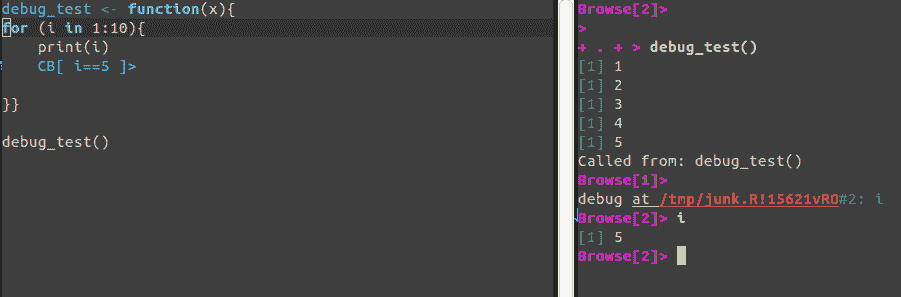 debug_test <- function(x){
for (i in 1:10){
print(i)
CB[ i==5 ]>
}}
debug_test()
Browse[2]>
>
+ . + > debug_test()
[1] 1
[1] 2
[1] 3
[1] 4
[1] 5
Called from: debug_test()
Browse[1]>
debug at /tmp/junk.R!15621vRO#2: i
Browse[2]> i
[1] 5
Browse[2]>